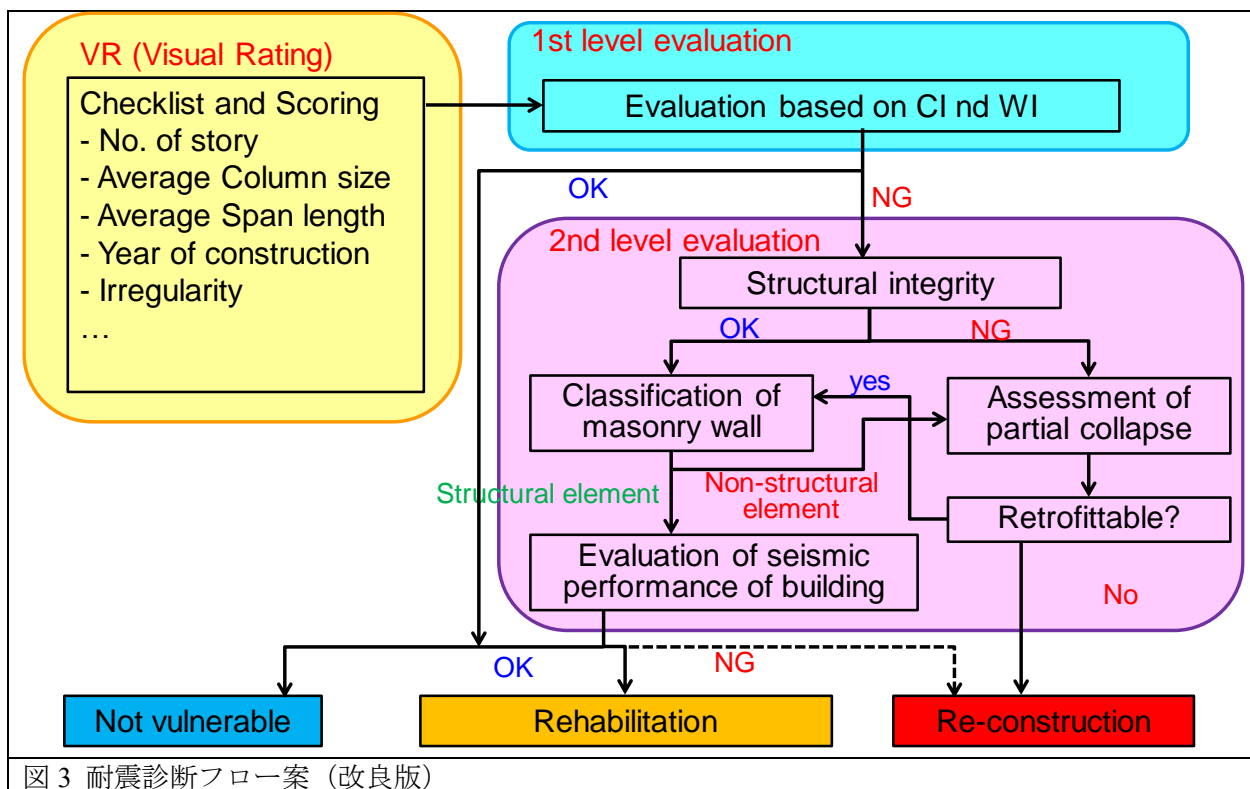 VR (Visual Rating)
Checklist and Scoring
- No. of story
- Average Column size
- Average Span length
- Year of construction
- Irregularity
…
1st level evaluation
Evaluation based on CI nd WI
OK
NG
2nd level evaluation
Structural integrity
OK
NG
Classification of
masonry wall
yes
Assessment of
partial collapse
Structural element
Non-structural
element
Retrofittable?
Evaluation of seismic
performance of building
No
OK
NG
Not vulnerable
Rehabilitation
Re-construction
図 3 耐震診断フロー案（改良版）